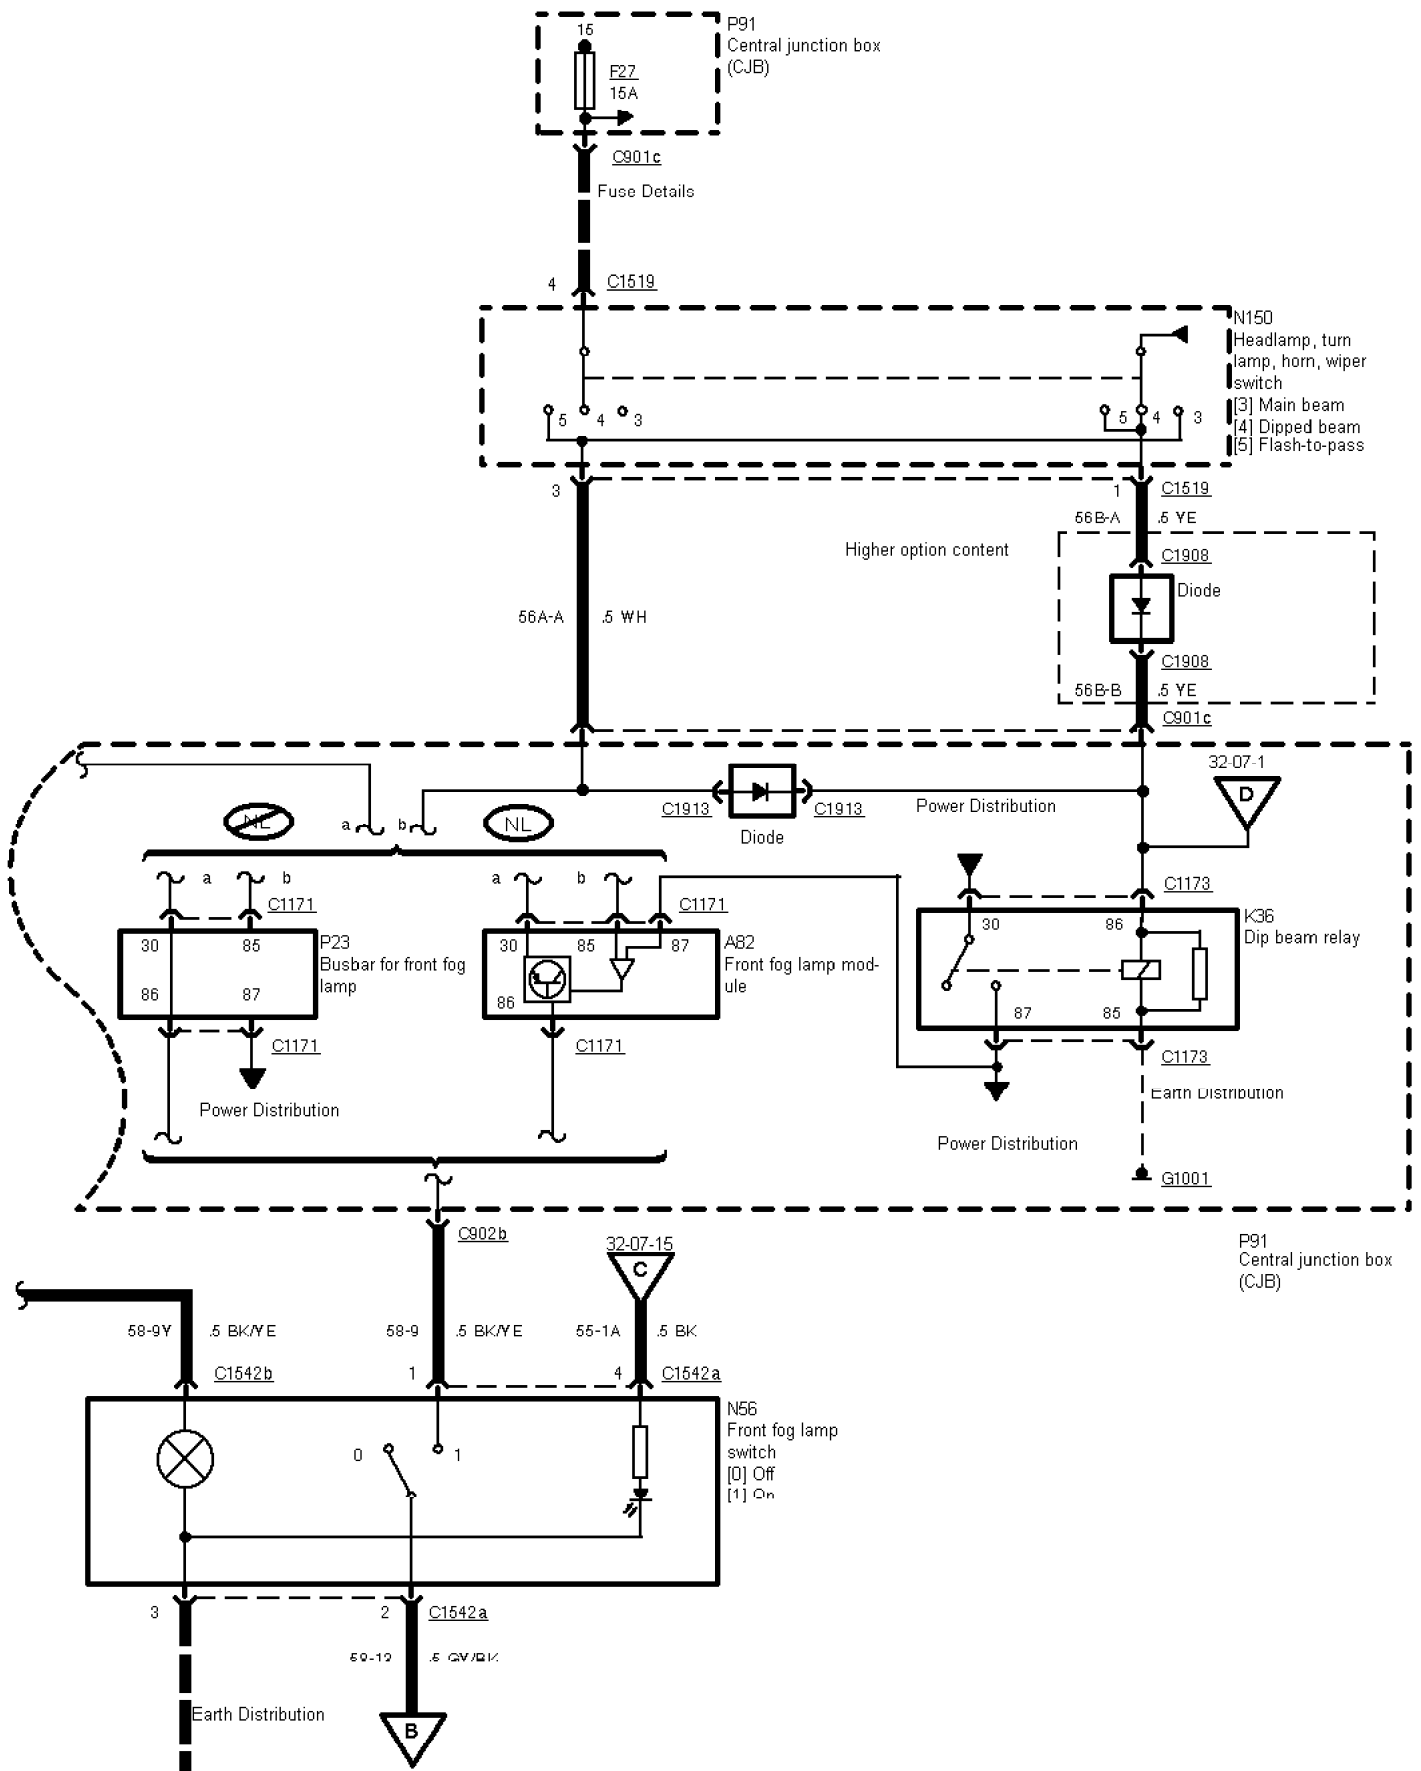 15
P91
Central junction box
(CJB)
F27
15A
C901c
Fuse Details
4
C1519
N150
Headlamp, turn
lamp, horn, wiper
switch
[3] Main beam
[4] Dipped beam
[5] Flash-to-pass
5 4 3
5 4 3
3
1
C1519
56B-A .5 YE
Higher option content
C1908
Diode
56A-A .5 WH
C1908
56B-B .5 YE
C901c
32-07-1
D
NL
a
b
NL
C1913
C1913
Diode
Power Distribution
a
b
a
b
C1171
C1171
C1173
30
85
P23
Busbar for front fog
lamp
86
87
30
85
87
A82
Front fog lamp mod-
ule
86
30
86
K36
Dip beam relay
87
85
C1171
C1171
C1173
Power Distribution
Earth Distribution
Power Distribution
G1001
C902b
32-07-15
C
P91
Central junction box
(CJB)
58-9Y .5 BK/YE
58-9 .5 BK/YE
55-1A .5 BK
C1542b
1
4
C1542a
N56
Front fog lamp
switch
[0] Off
[1] On
0
1
3
2
C1542a
Earth Distribution
B